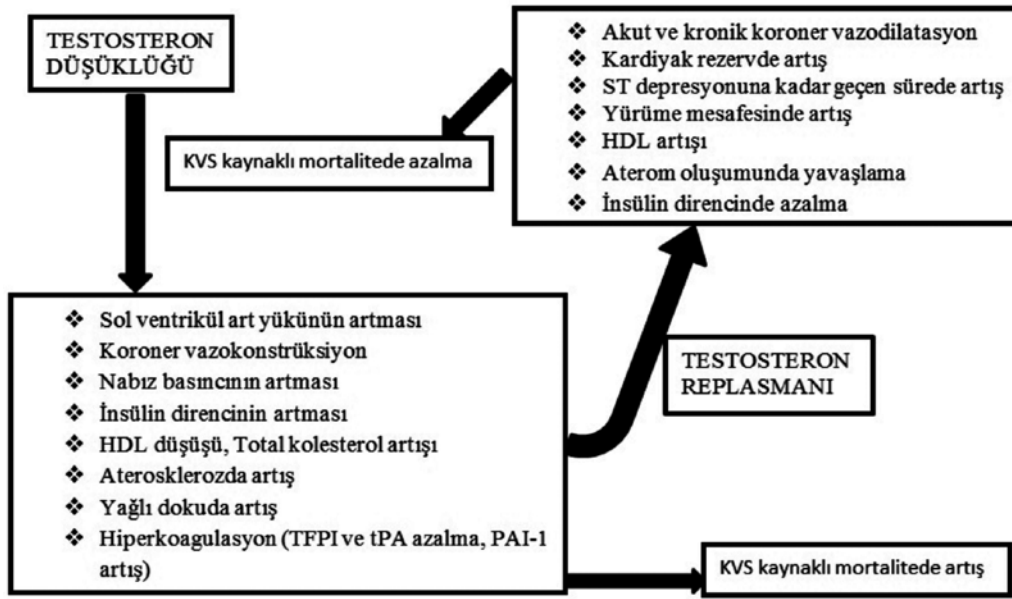 TESTOSTERON
DÜŞÜKLÜĞÜ
❖ Akut ve kronik koroner vazodilatasyon
❖ Kardiyak rezervde artış
❖ ST depresyonuna kadar geçen sürede artış
❖ Yürüme mesafesinde artış
❖ HDL artışı
❖ Aterom oluşumunda yavaşlama
❖ İnsülin direncinde azalma
KVS kaynaklı mortalitede azalma
❖ Sol ventrikül art yükünün artması
❖ Koroner vazokonstrüksiyon
❖ Nabız basıncının artması
❖ İnsülin direncinin artması
❖ HDL düşüşü, Total kolesterol artışı
❖ Aterosklerozda artış
❖ Yağlı dokuda artış
❖ Hiperkoagulasyon (TFPI ve tPA azalma, PAI-1
artış)
TESTOSTERON
REPLASMANI
KVS kaynaklı mortalitede artış